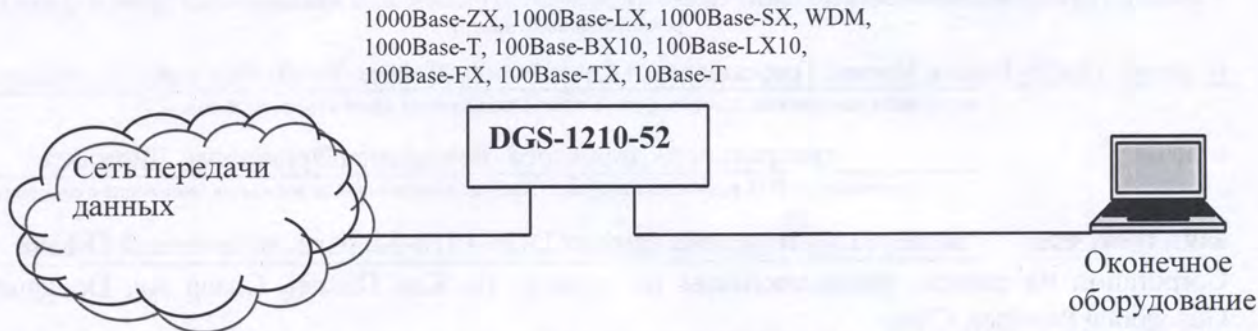 1000Base-ZX, 1000Base-LX, 1000Base-SX, WDM,
1000Base-T, 100Base-BX10, 100Base-LX10,
100Base-FX, 100Base-TX, 10Base-T
DGS-1210-52
Сеть передачи
данных
Оконечное
оборудование